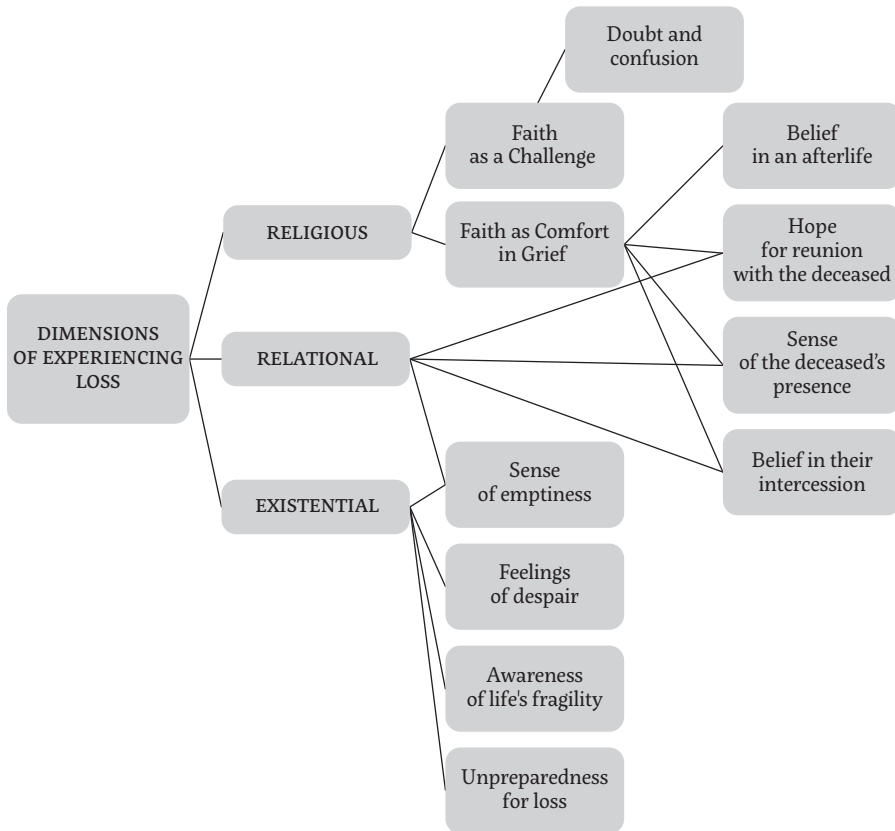 Doubt and
confusion
Faith
as a Challenge
Belief
in an afterlife
RELIGIOUS
Faith as Comfort
in Grief
Hope
for reunion
with the deceased
DIMENSIONS
OF EXPERIENCING
LOSS
RELATIONAL
Sense
of the deceased's
presence
Sense
of emptiness
Belief in their
intercession
EXISTENTIAL
Feelings
of despair
Awareness
of life's fragility
Unpreparedness
for loss